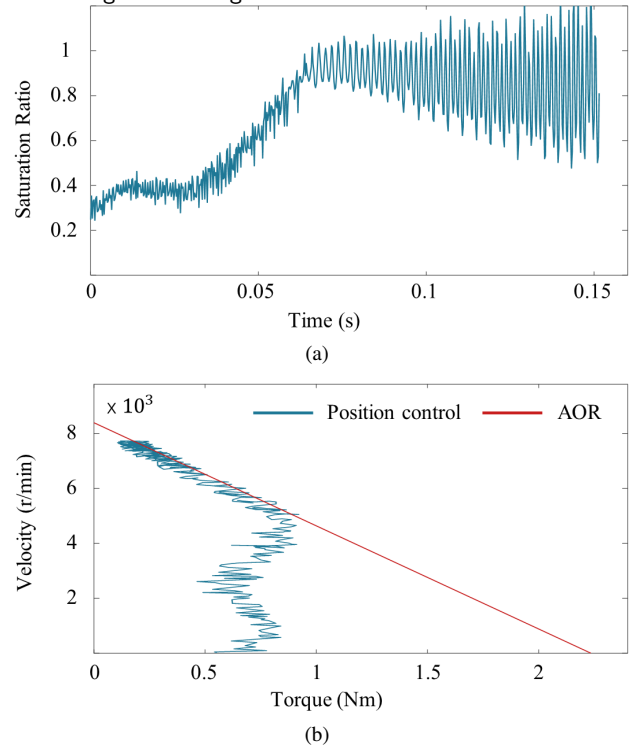 1
0.8
0.6
0.4
0.2
Saturation Ratio
0
0.05
0.1
0.15
Time (s)
(a)
× 10³
Position control
AOR
8
6
4
2
Velocity (r/min)
0
0.5
1
1.5
2
Torque (Nm)
(b)